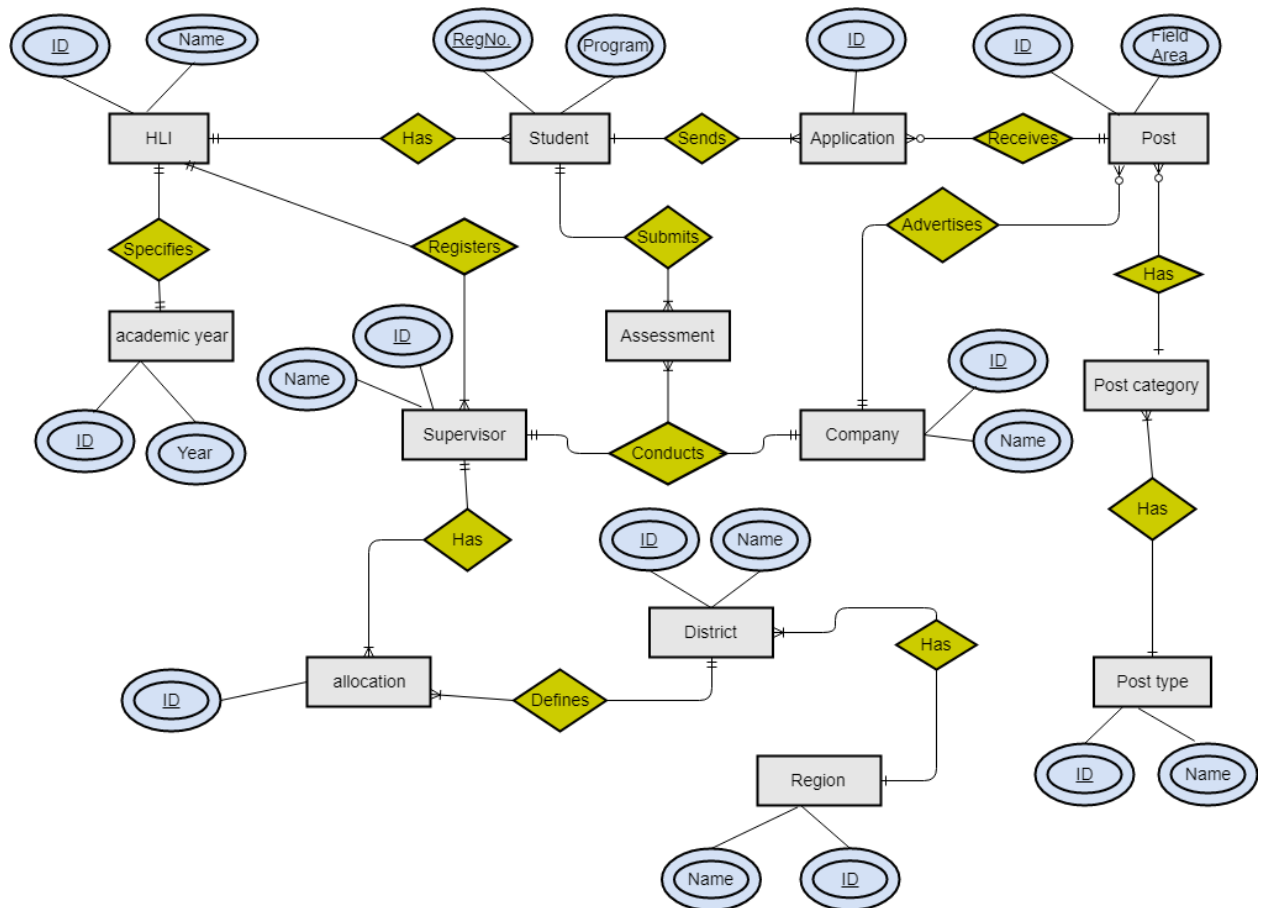 ID
Name
RegNo.
Program
ID
ID
Field
Area
HLI
Has
Student
Sends
Application
Receives
Post
Specifies
Registers
Submits
Advertises
Has
academic year
ID
Assessment
Name
ID
Post category
ID
Year
Supervisor
Conducts
Company
Name
Has
ID
Name
Has
District
Has
allocation
ID
Defines
Post type
Region
ID
Name
Name
ID